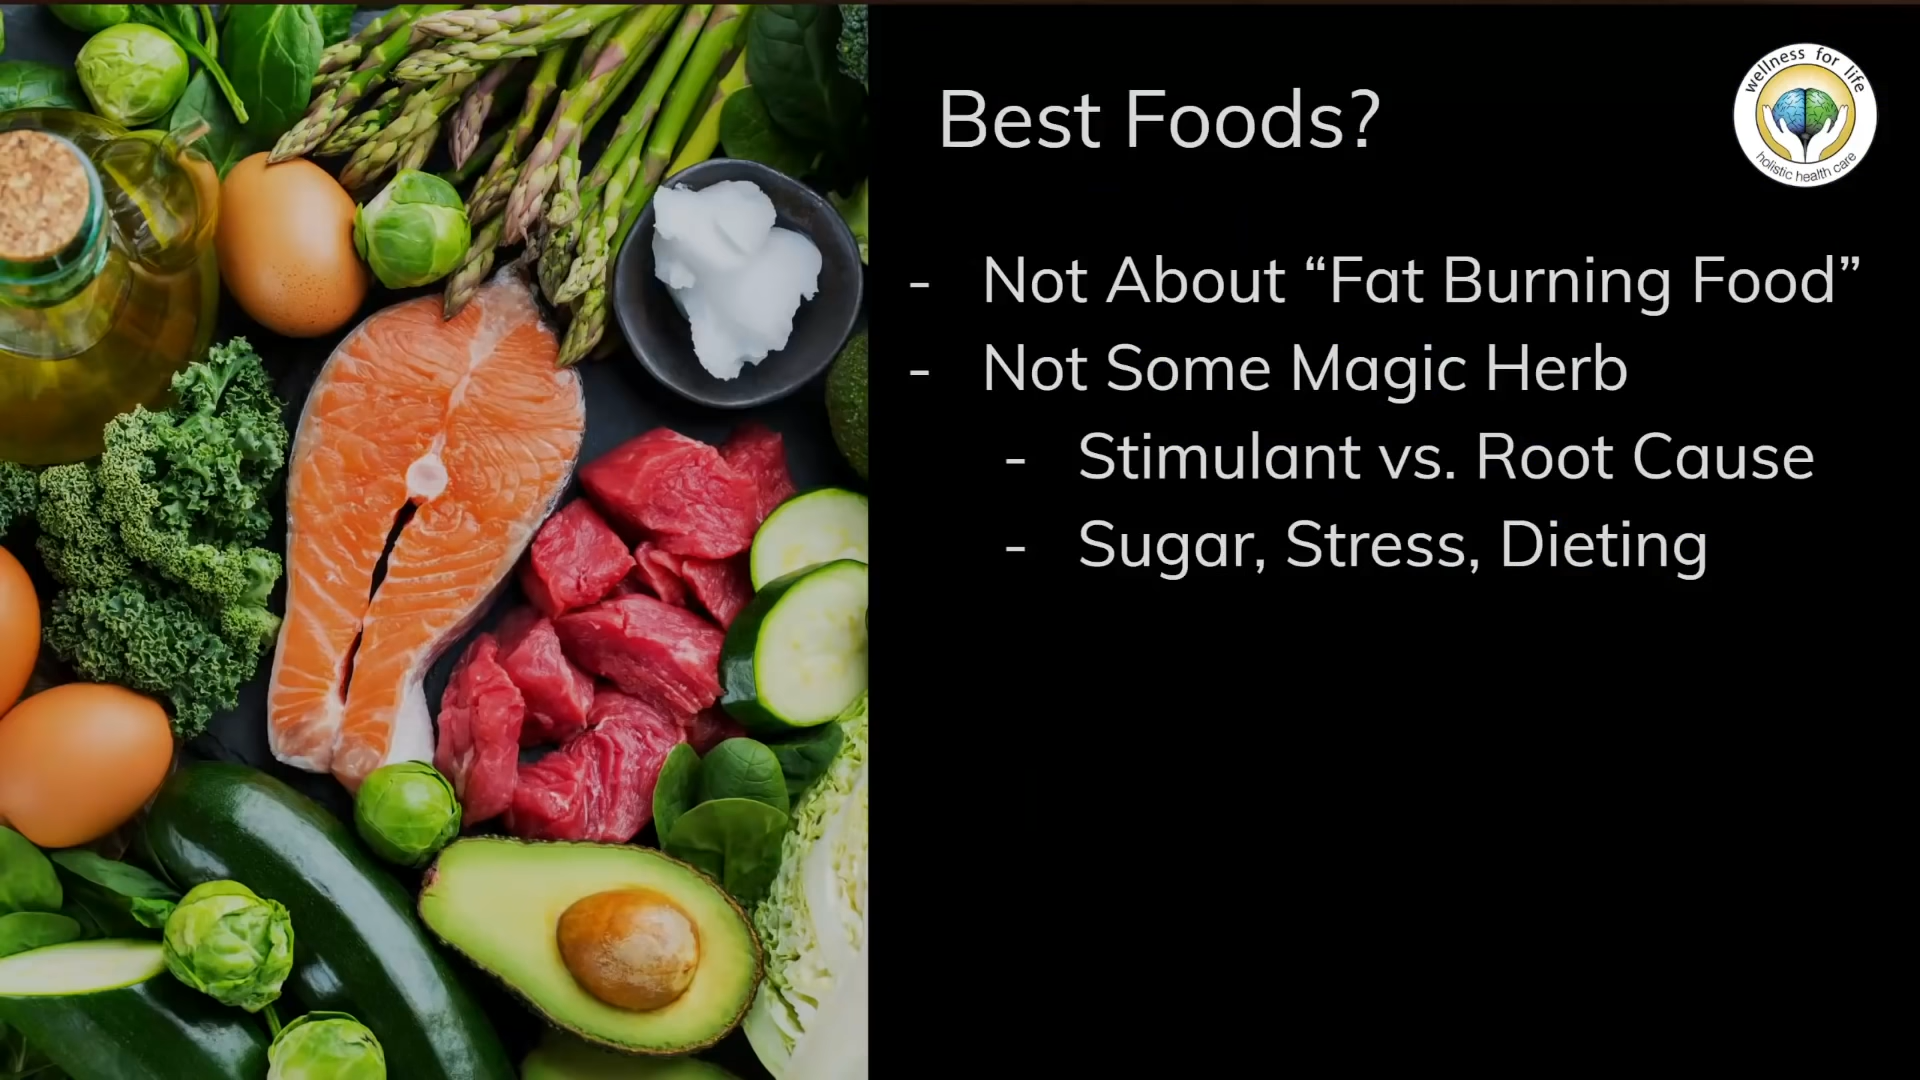 Best Foods?
wellness for life
holistic health care
- Not About “Fat Burning Food”
- Not Some Magic Herb
- Stimulant vs. Root Cause
- Sugar, Stress, Dieting